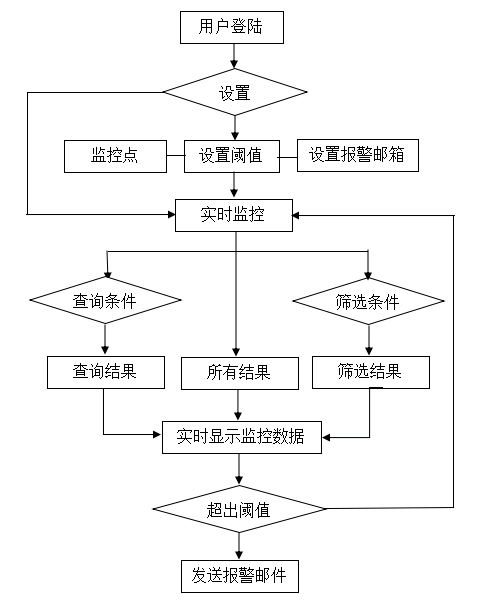 用户登陆
设置
监控点
设置阈值
设置报警邮箱
实时监控
查询条件
筛选条件
查询结果
所有结果
筛选结果
实时显示监控数据
超出阈值
发送报警邮件